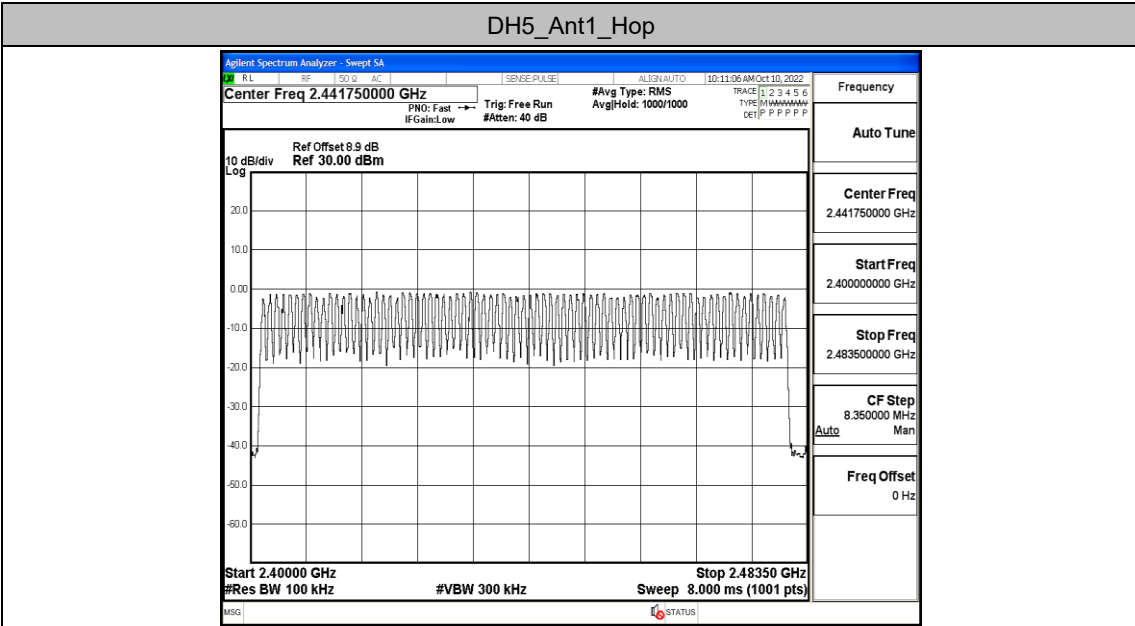 DH5_Ant1_Hop
Agilent Spectrum Analyzer - Swept SA
LXI RL RF 50 Ω AC SENSE:PULSE ALIGN AUTO 10:11:06 AM Oct 10, 2022
Center Freq 2.441750000 GHz
PNO: Fast
IFGain:Low
Trig: Free Run
#Atten: 40 dB
#Avg Type: RMS
Avg|Hold: 1000/1000
TRACE 1 2 3 4 5 6
TYPE M
DET P P P P P P
Ref Offset 8.9 dB
10 dB/div Ref 30.00 dBm
Log
20.0
10.0
0.00
-10.0
-20.0
-30.0
-40.0
-50.0
-60.0
Start 2.40000 GHz Stop 2.48350 GHz
#Res BW 100 kHz #VBW 300 kHz Sweep 8.000 ms (1001 pts)
MSG STATUS
Frequency
Auto Tune
Center Freq
2.441750000 GHz
Start Freq
2.400000000 GHz
Stop Freq
2.483500000 GHz
CF Step
8.350000 MHz
Auto Man
Freq Offset
0 Hz